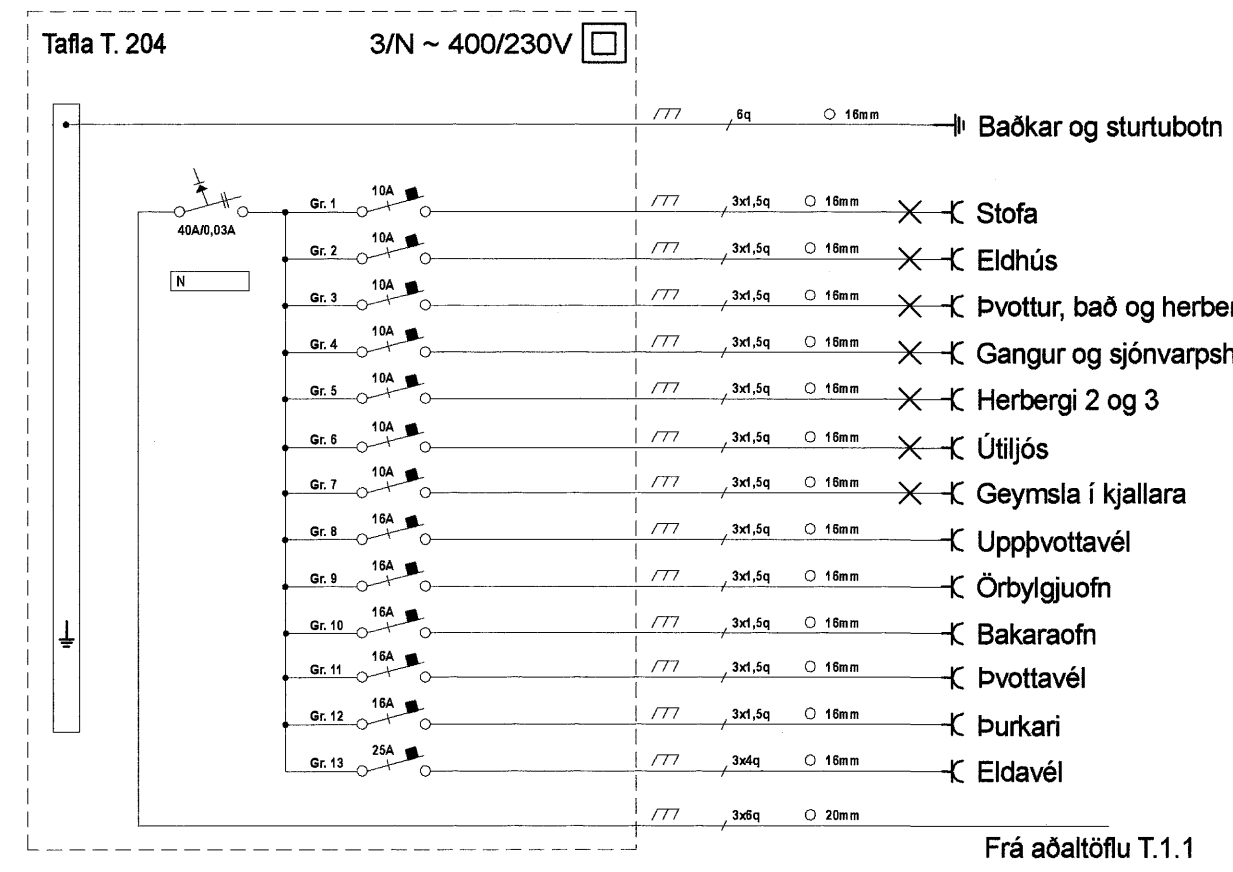 Tafla T. 204 3/N ~ 400/230V
6q 16mm Baðkar og sturtubotn
40A/0,03A
N
Gr. 1 10A 3x1,5q 16mm Stofa
Gr. 2 10A 3x1,5q 16mm Eldhús
Gr. 3 10A 3x1,5q 16mm Þvottur, bað og herber
Gr. 4 10A 3x1,5q 16mm Gangur og sjónvarpsh
Gr. 5 10A 3x1,5q 16mm Herbergi 2 og 3
Gr. 6 10A 3x1,5q 16mm Útiljós
Gr. 7 10A 3x1,5q 16mm Geymsla í kjallara
Gr. 8 16A 3x1,5q 16mm Uppþvottavél
Gr. 9 16A 3x1,5q 16mm Örbylgjuofn
Gr. 10 16A 3x1,5q 16mm Bakaraofn
Gr. 11 16A 3x1,5q 16mm Þvottavél
Gr. 12 16A 3x1,5q 16mm Þurkari
Gr. 13 25A 3x4q 16mm Eldavél
3x6q 20mm
Frá aðaltöflu T.1.1